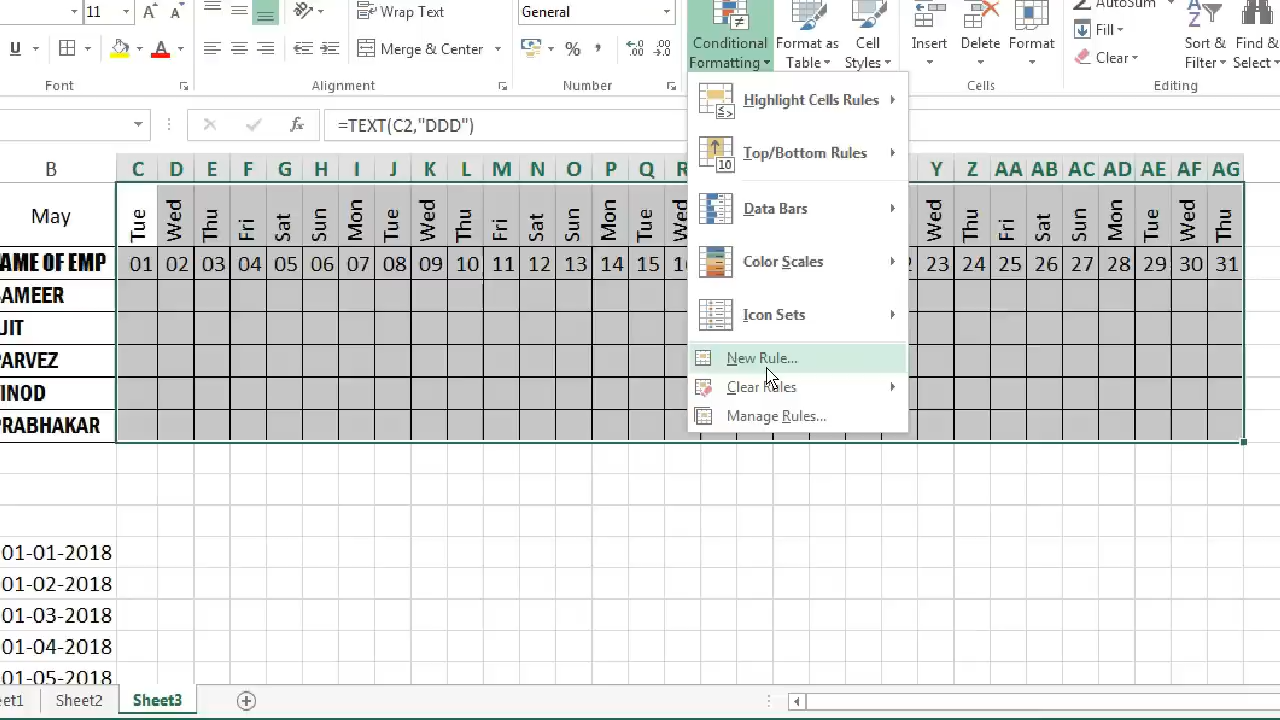 11 A A Wrap Text General AutoSum
U A Merge & Center % , Conditional Formatting Format as Table Cell Styles Insert Delete Format Fill Clear Sort & Filter Find & Select
Font Alignment Number Cells Editing
fx =TEXT(C2,"DDD")
Highlight Cells Rules
Top/Bottom Rules
Data Bars
Color Scales
Icon Sets
New Rule...
Clear Rules
Manage Rules...
B C D E F G H I J K L M N O P Q R Y Z AA AB AC AD AE AF AG
May Tue Wed Thu Fri Sat Sun Mon Tue Wed Thu Fri Sat Sun Mon Tue Wed Wed Thu Fri Sat Sun Mon Tue Wed Thu
AME OF EMP 01 02 03 04 05 06 07 08 09 10 11 12 13 14 15 23 24 25 26 27 28 29 30 31
AMEER
UIT
ARVEZ
INOD
PRABHAKAR
01-01-2018
01-02-2018
01-03-2018
01-04-2018
01-05-2018
eet1 Sheet2 Sheet3